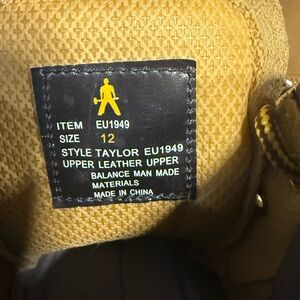 ITEM EU1949
SIZE 12
STYLE TAYLOR EU1949
UPPER LEATHER UPPER
BALANCE MAN MADE
MATERIALS
MADE IN CHINA